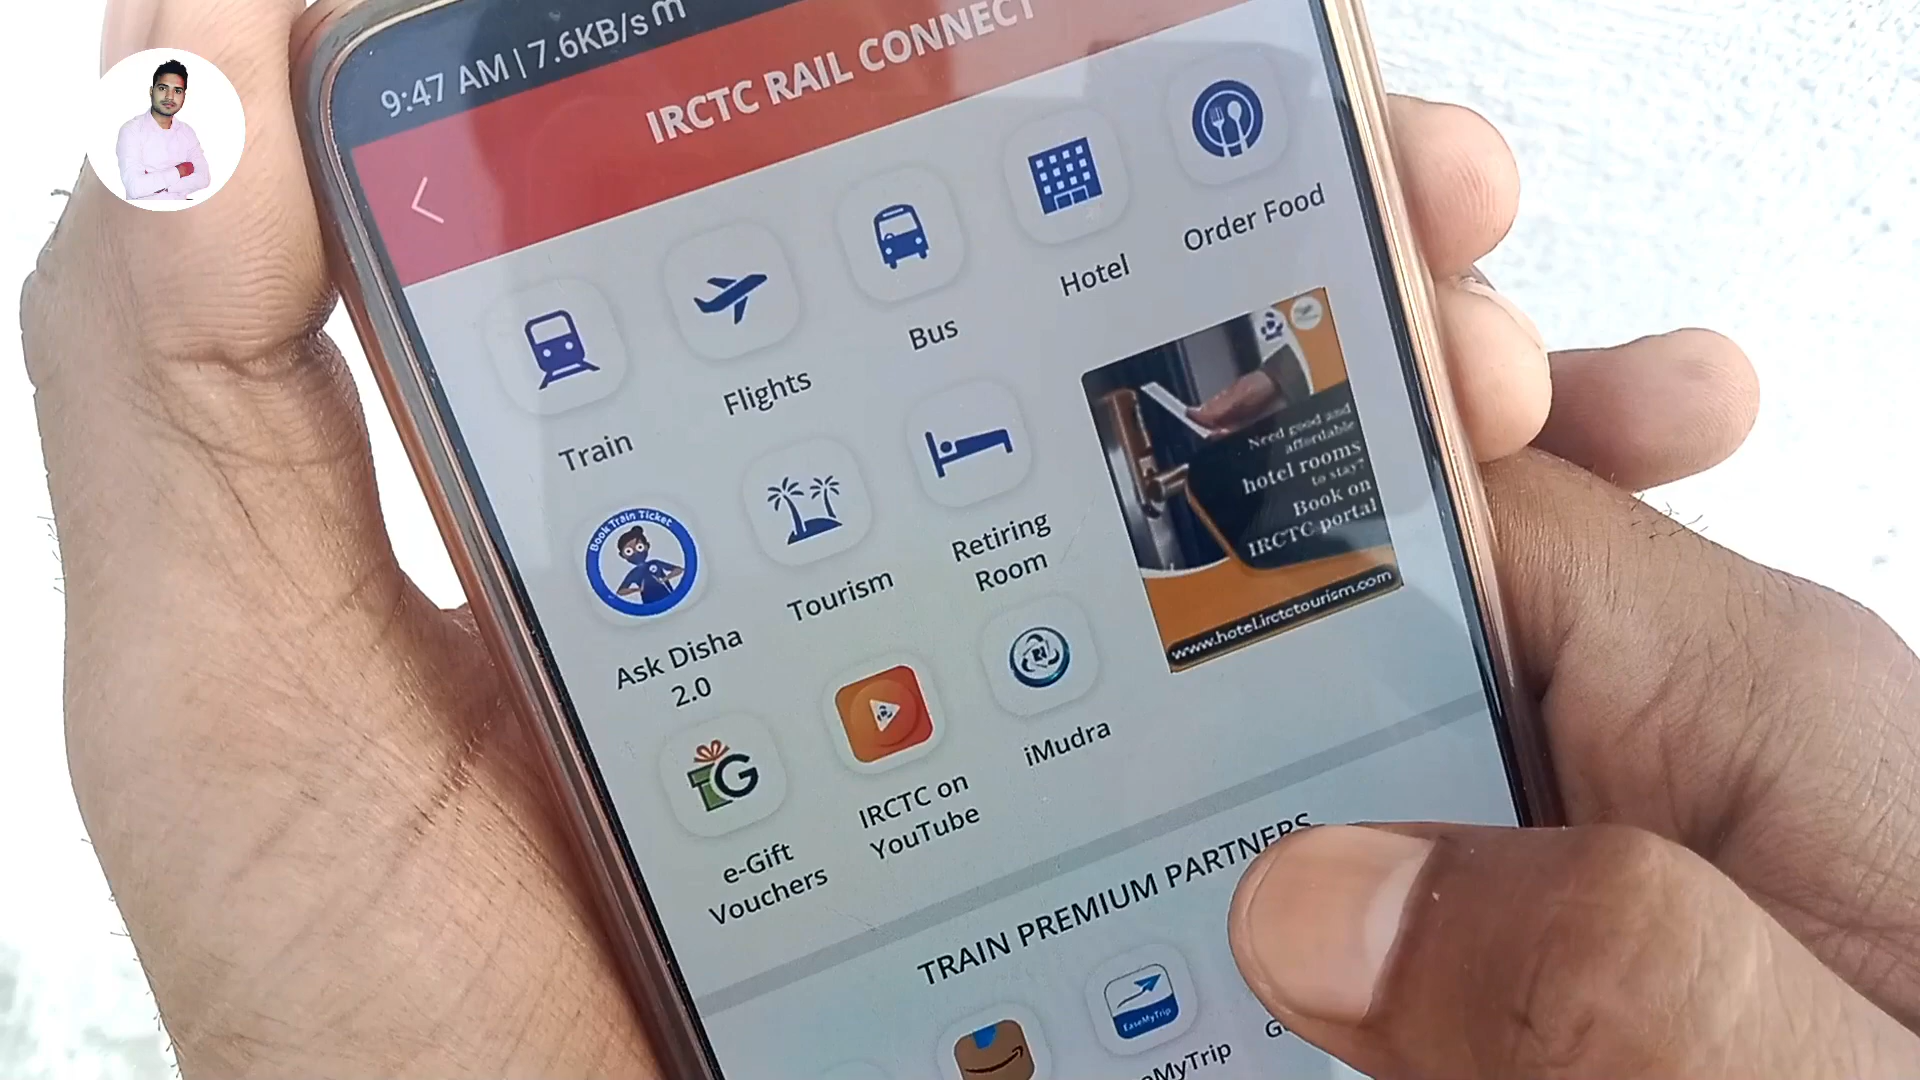 9:47 AM | 7.6KB/s
IRCTC RAIL CONNECT
Train
Flights
Bus
Hotel
Order Food
Book Train Ticket
Ask Disha
2.0
Tourism
Retiring
Room
Need good and
affordable
hotel rooms
to stay?
Book on
IRCTC portal
www.hotel.irctctourism.com
G
e-Gift
Vouchers
IRCTC on
YouTube
iMudra
TRAIN PREMIUM PARTNERS
EaseMyTrip
eMyTrip